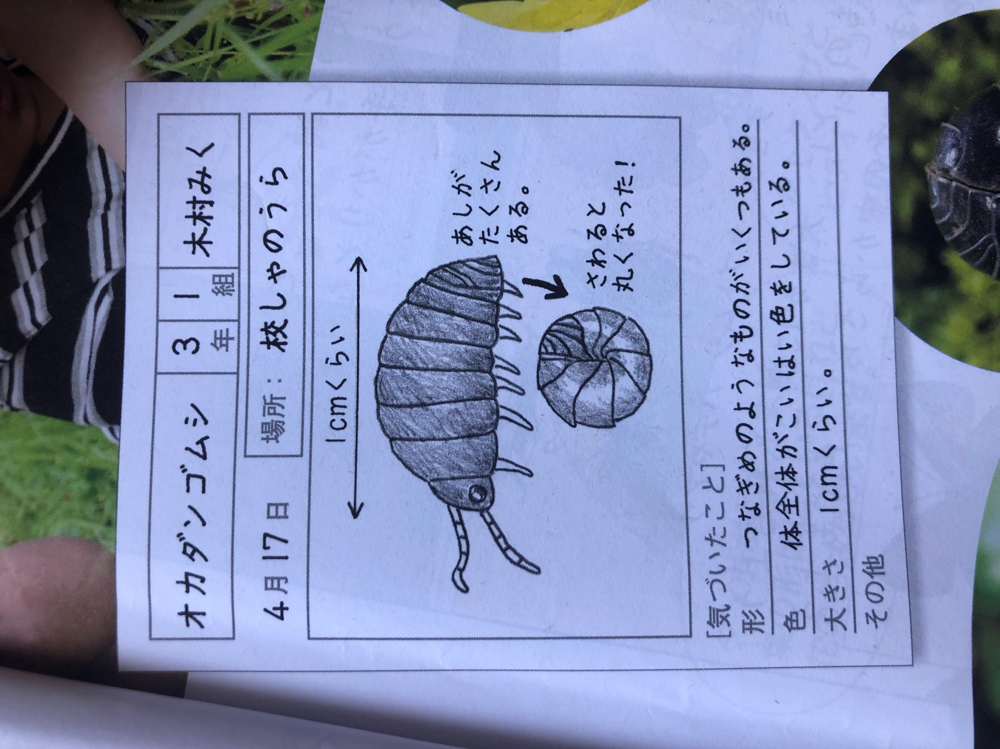 オカダンゴムシ 3年 1組 木村みく
4月17日 場所: 校しゃのうら
1cmくらい
あしが
たくさん
ある。
さわると
丸くなった!
[気づいたこと]
形 つなぎめのようなものがいくつもある。
色 体全体がこいはい色をしている。
大きさ 1cmくらい。
その他